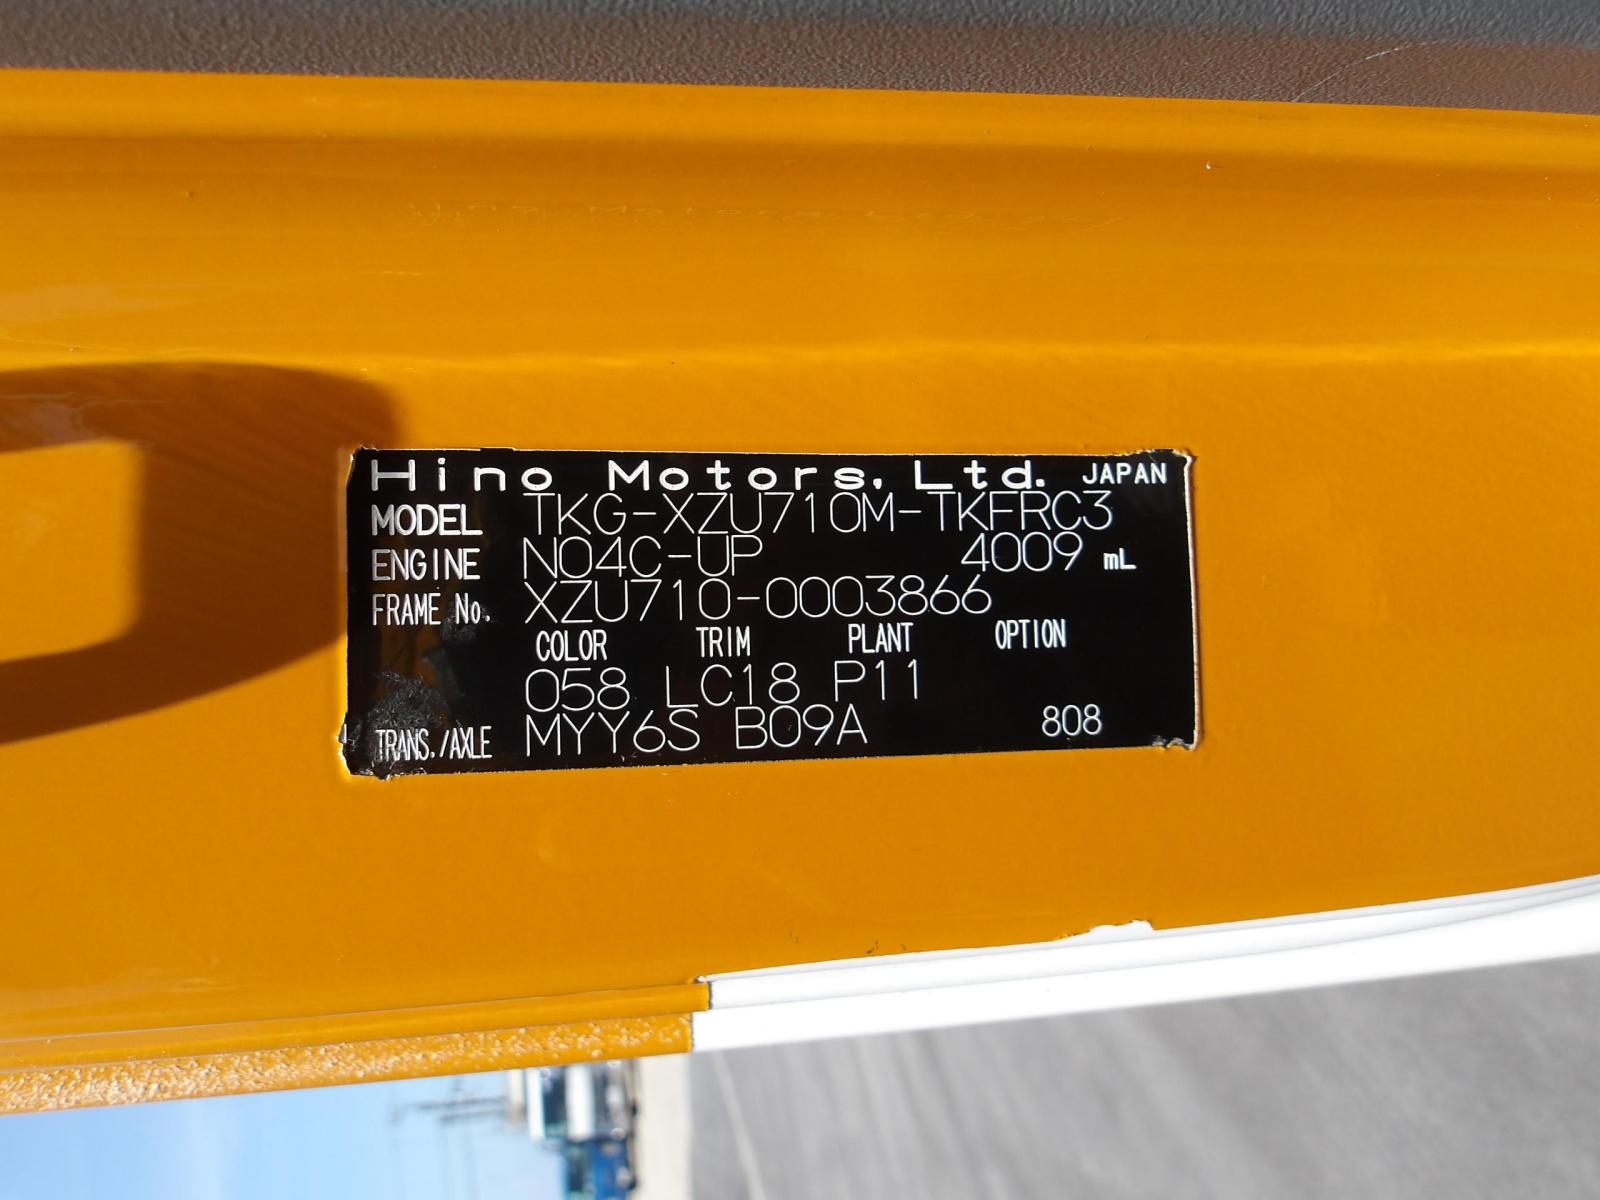 Hino Motors, Ltd. JAPAN
MODEL TKG-XZU710M-TKFRC3
ENGINE N04C-UP 4009 mL
FRAME No. XZU710-0003866
COLOR TRIM PLANT OPTION
058 LC18 P11
TRANS./AXLE MYY6S B09A 808